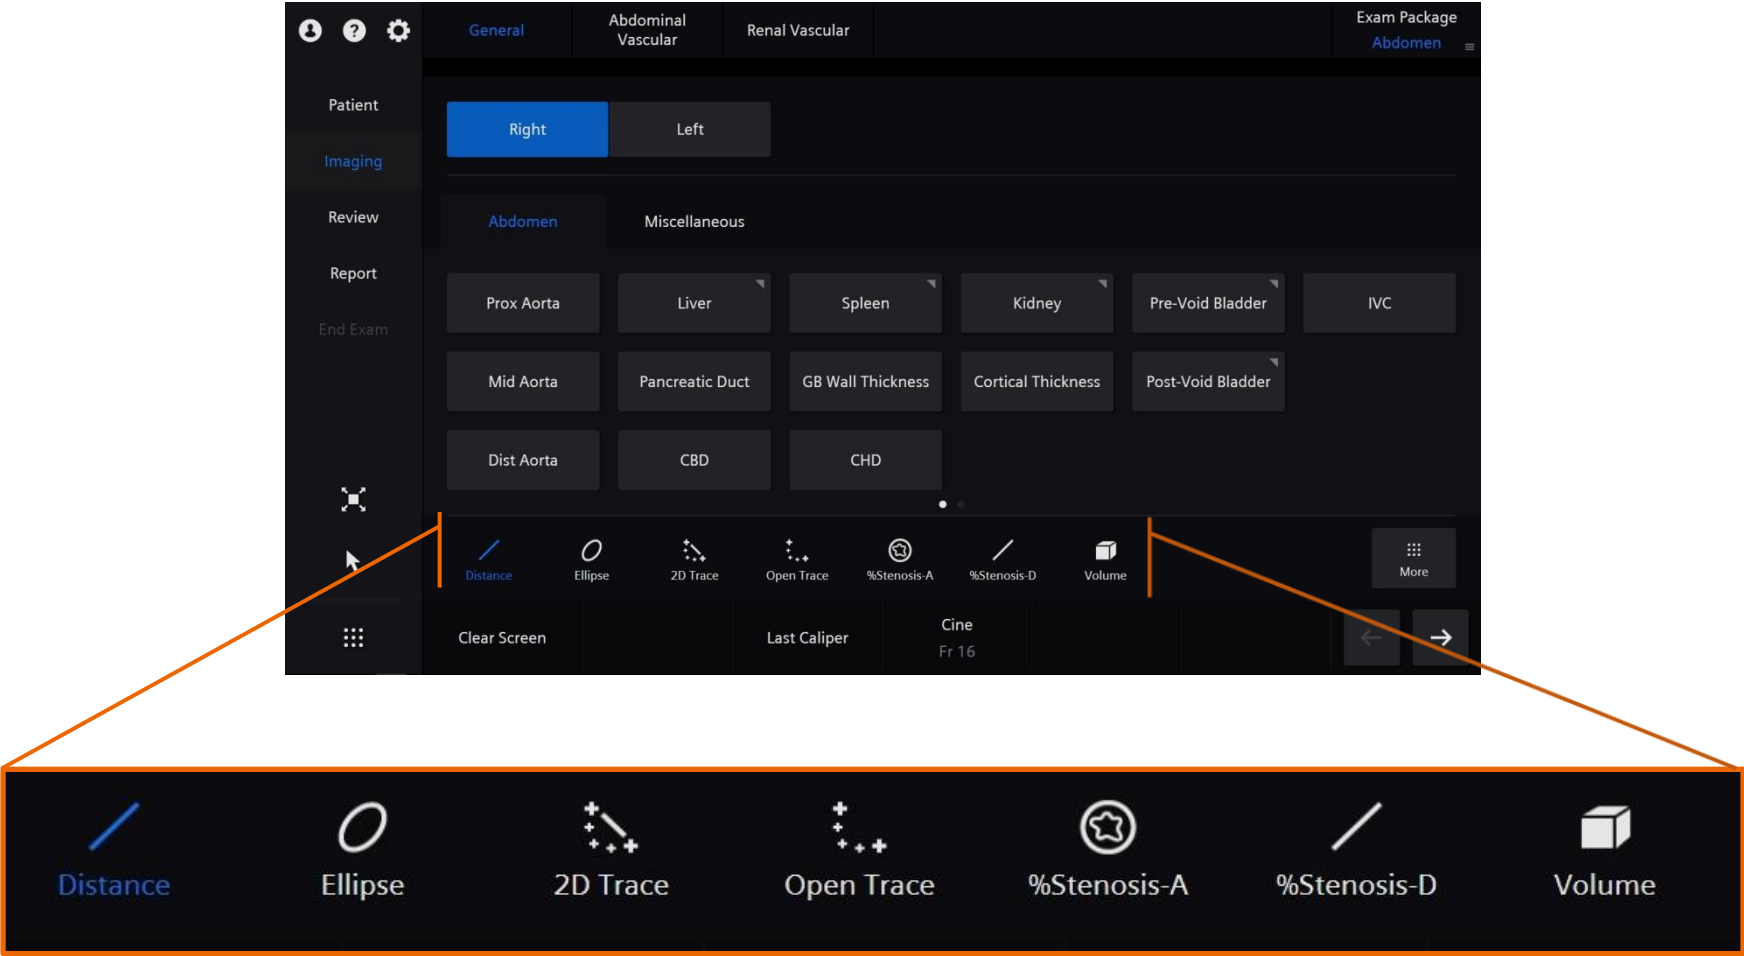 General
Abdominal
Vascular
Renal Vascular
Exam Package
Abdomen
Patient
Imaging
Review
Report
End Exam
Right
Left
Abdomen
Miscellaneous
Prox Aorta
Liver
Spleen
Kidney
Pre-Void Bladder
IVC
Mid Aorta
Pancreatic Duct
GB Wall Thickness
Cortical Thickness
Post-Void Bladder
Dist Aorta
CBD
CHD
Distance
Ellipse
2D Trace
Open Trace
%Stenosis-A
%Stenosis-D
Volume
More
Clear Screen
Last Caliper
Cine
Fr 16
Distance
Ellipse
2D Trace
Open Trace
%Stenosis-A
%Stenosis-D
Volume